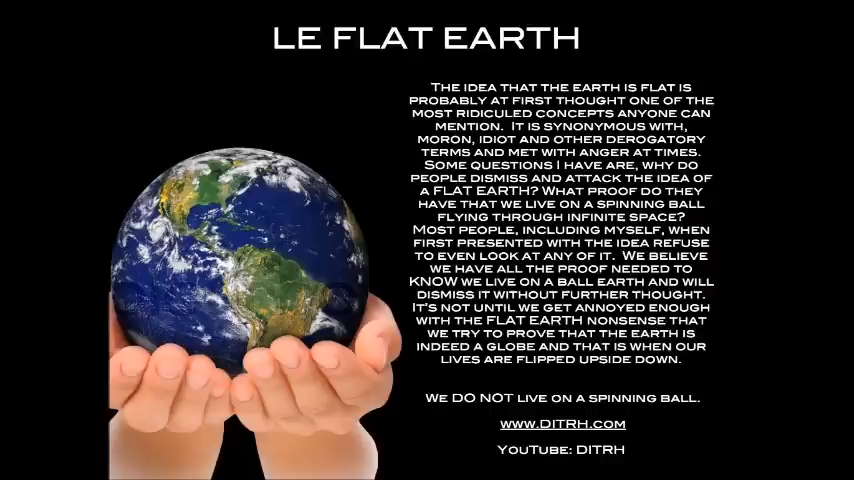 LE FLAT EARTH
THE IDEA THAT THE EARTH IS FLAT IS
PROBABLY AT FIRST THOUGHT ONE OF THE
MOST RIDICULED CONCEPTS ANYONE CAN
MENTION. IT IS SYNONYMOUS WITH,
MORON, IDIOT AND OTHER DEROGATORY
TERMS AND MET WITH ANGER AT TIMES.
SOME QUESTIONS I HAVE ARE, WHY DO
PEOPLE DISMISS AND ATTACK THE IDEA OF
A FLAT EARTH? WHAT PROOF DO THEY
HAVE THAT WE LIVE ON A SPINNING BALL
FLYING THROUGH INFINITE SPACE?
MOST PEOPLE, INCLUDING MYSELF, WHEN
FIRST PRESENTED WITH THE IDEA REFUSE
TO EVEN LOOK AT ANY OF IT. WE BELIEVE
WE HAVE ALL THE PROOF NEEDED TO
KNOW WE LIVE ON A BALL EARTH AND WILL
DISMISS IT WITHOUT FURTHER THOUGHT.
IT'S NOT UNTIL WE GET ANNOYED ENOUGH
WITH THE FLAT EARTH NONSENSE THAT
WE TRY TO PROVE THAT THE EARTH IS
INDEED A GLOBE AND THAT IS WHEN OUR
LIVES ARE FLIPPED UPSIDE DOWN.
WE DO NOT LIVE ON A SPINNING BALL.
WWW.DITRH.COM
YOUTUBE: DITRH